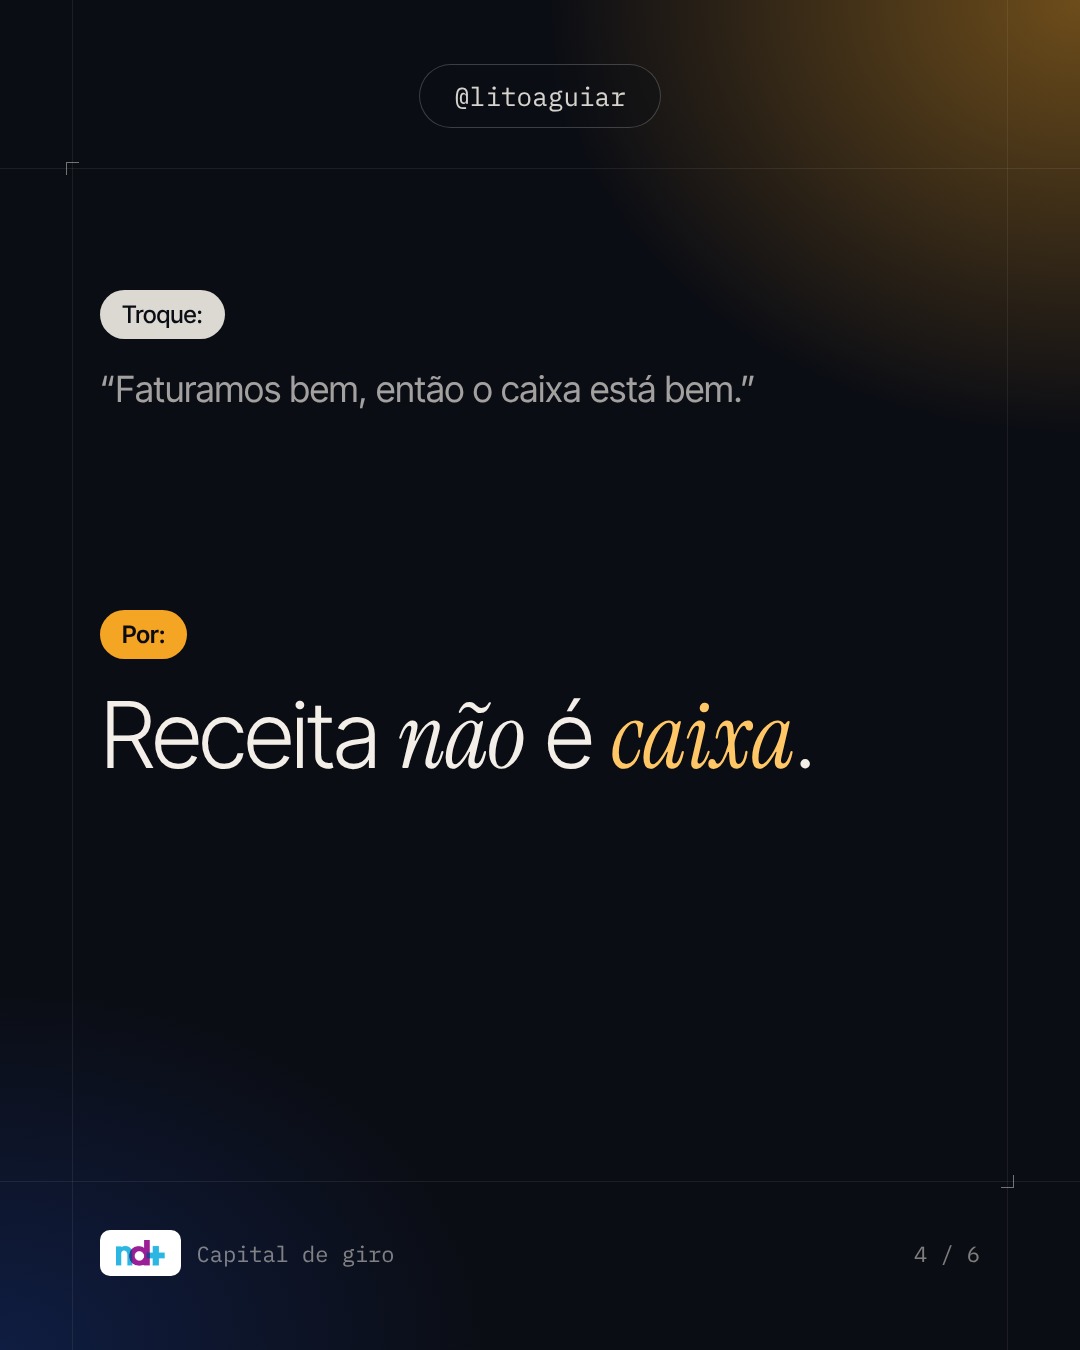 @litoaguiar
Troque:
“Faturamos bem, então o caixa está bem.”
Por:
Receita não é caixa.
nd+ Capital de giro
4 / 6